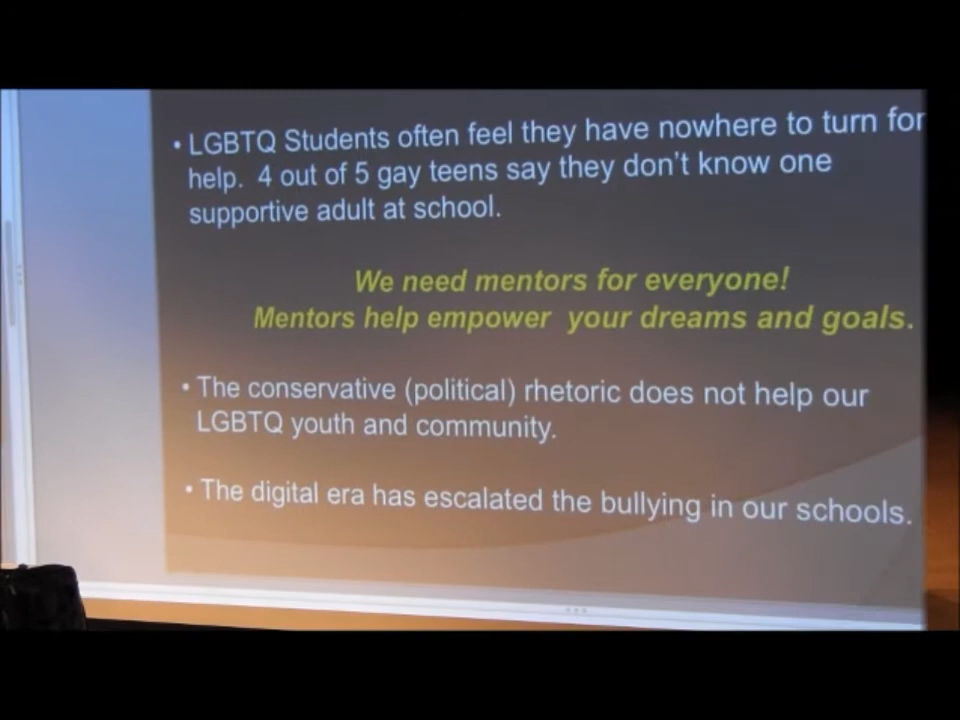 • LGBTQ Students often feel they have nowhere to turn for
help.  4 out of 5 gay teens say they don't know one
supportive adult at school.
We need mentors for everyone!
Mentors help empower  your dreams and goals.
• The conservative (political) rhetoric does not help our
LGBTQ youth and community.
• The digital era has escalated the bullying in our schools.